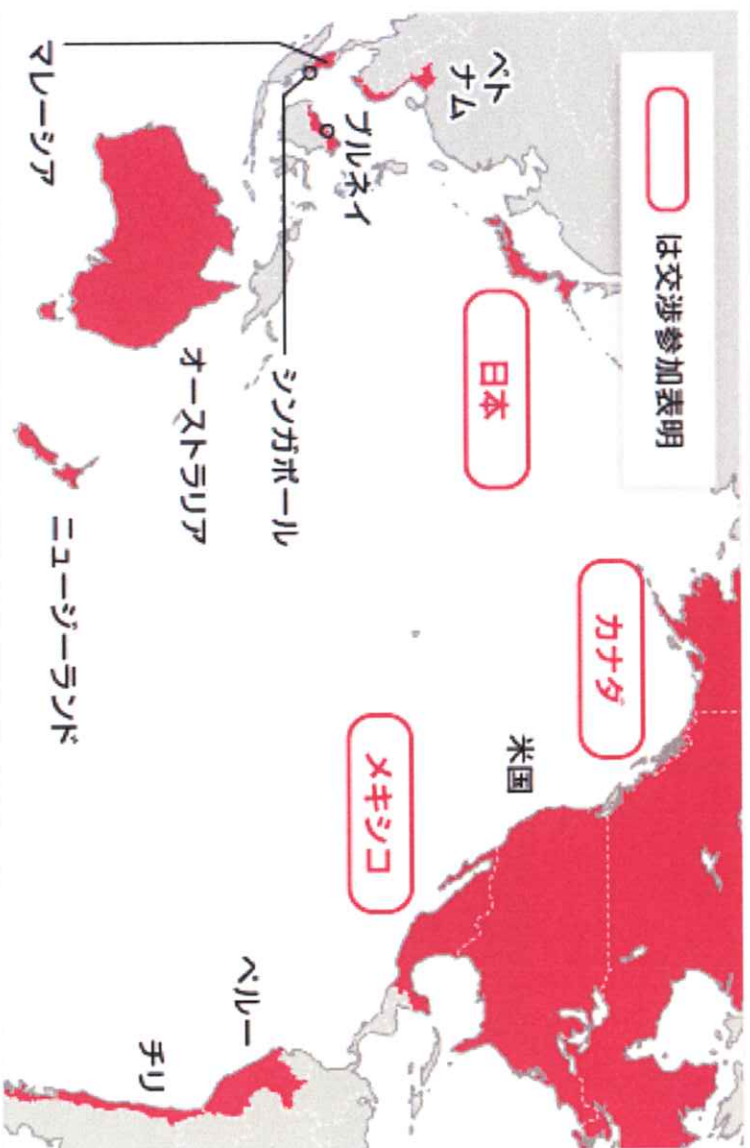 は交渉参加表明
ベト
ナム
ブルネイ
日本
カナダ
米国
メキシコ
マレーシア
シンガポール
オーストラリア
ニュージーランド
ペルー
チリ